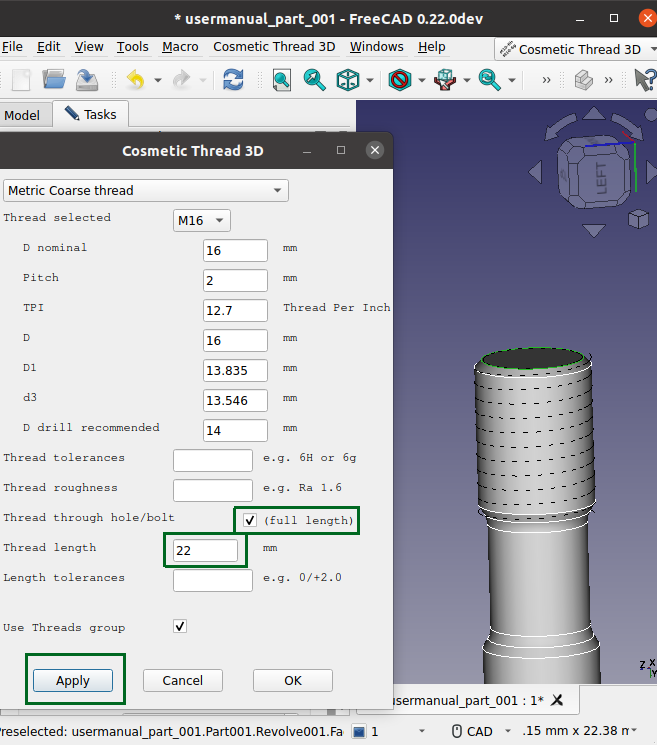 * usermanual_part_001 - FreeCAD 0.22.0dev
File Edit View Tools Macro Cosmetic Thread 3D Windows Help Cosmetic Thread 3D
Model Tasks
Cosmetic Thread 3D
LEFT
Metric Coarse thread
Thread selected M16
D nominal 16 mm
Pitch 2 mm
TPI 12.7 Thread Per Inch
D 16 mm
D1 13.835 mm
d3 13.546 mm
D drill recommended 14 mm
Thread tolerances e.g. 6H or 6g
Thread roughness e.g. Ra 1.6
Thread through hole/bolt (full length)
Thread length 22 mm
Length tolerances e.g. 0/+2.0
Use Threads group
Z X
Y
Apply Cancel OK
usermanual_part_001 : 1*
Preselected: usermanual_part_001.Part001.Revolve001.Fa 1 CAD .15 mm x 22.38 m